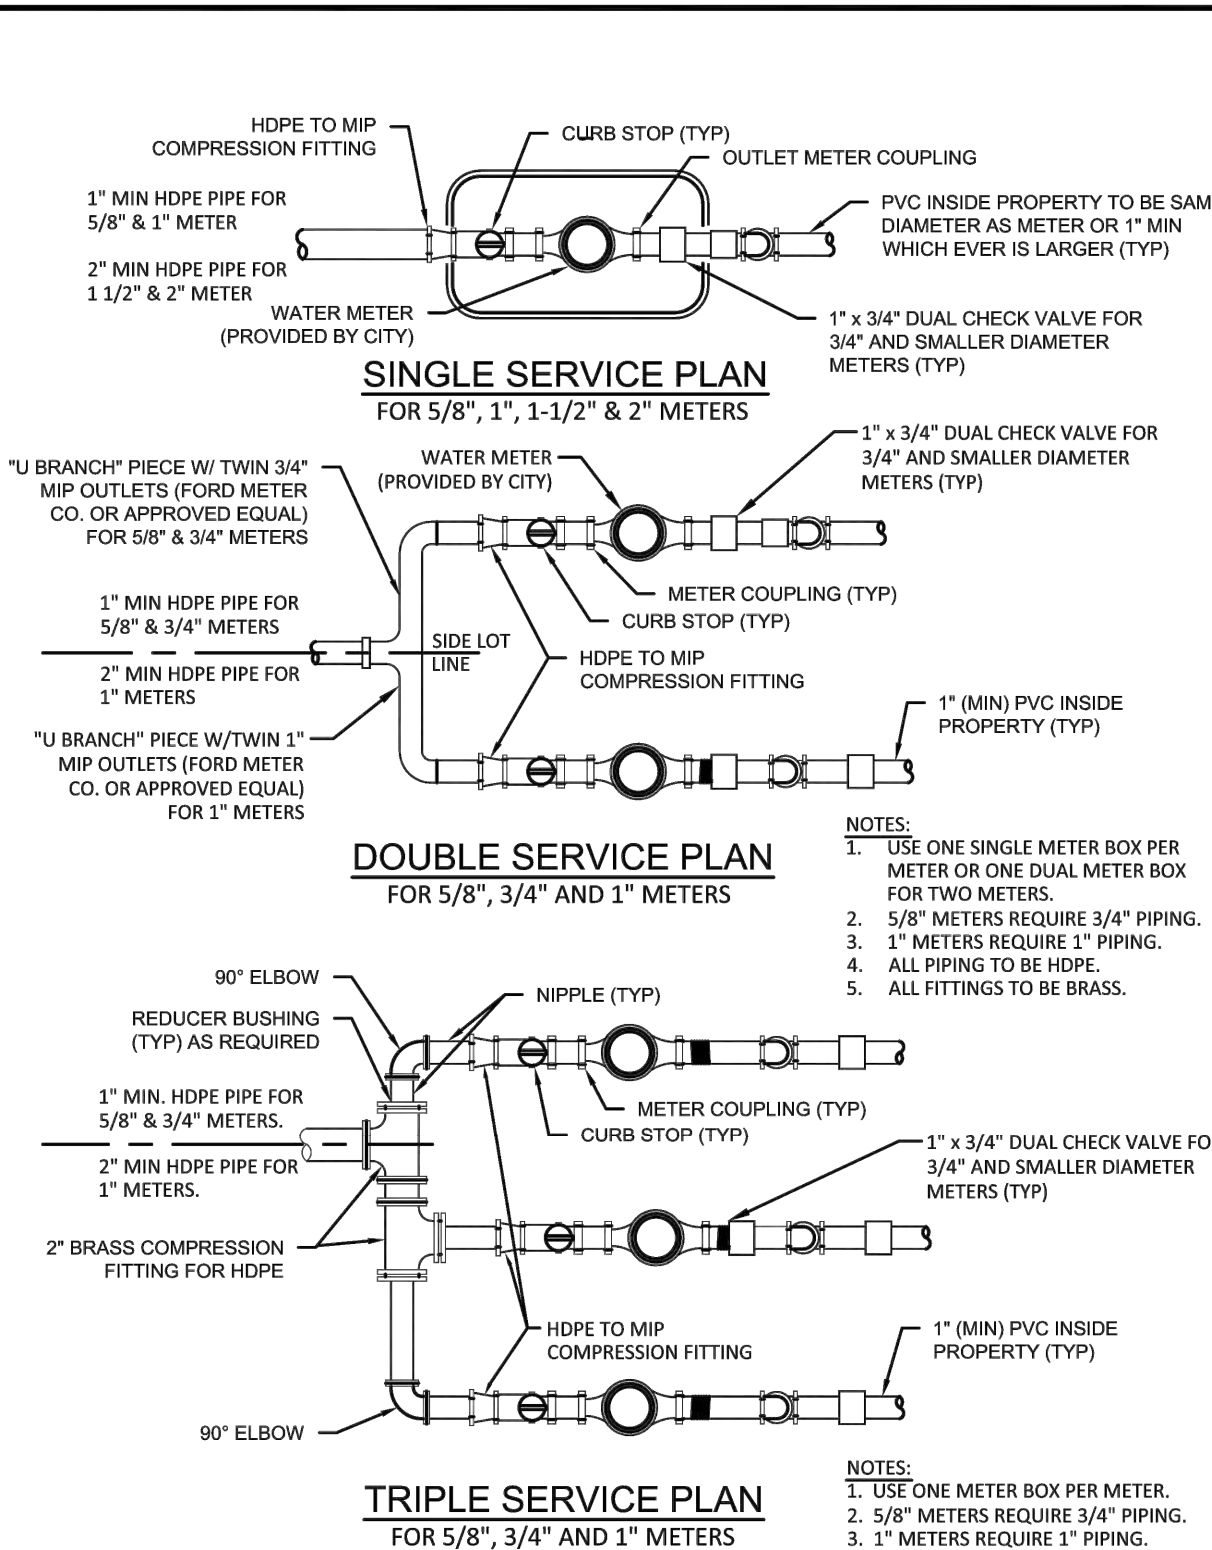 HDPE TO MIP
COMPRESSION FITTING
CURB STOP (TYP)
OUTLET METER COUPLING
1" MIN HDPE PIPE FOR
5/8" & 1" METER
PVC INSIDE PROPERTY TO BE SAM
DIAMETER AS METER OR 1" MIN
WHICH EVER IS LARGER (TYP)
2" MIN HDPE PIPE FOR
1 1/2" & 2" METER
WATER METER
(PROVIDED BY CITY)
1" x 3/4" DUAL CHECK VALVE FOR
3/4" AND SMALLER DIAMETER
METERS (TYP)
SINGLE SERVICE PLAN
FOR 5/8", 1", 1-1/2" & 2" METERS
"U BRANCH" PIECE W/ TWIN 3/4"
MIP OUTLETS (FORD METER
CO. OR APPROVED EQUAL)
FOR 5/8" & 3/4" METERS
WATER METER
(PROVIDED BY CITY)
1" x 3/4" DUAL CHECK VALVE FOR
3/4" AND SMALLER DIAMETER
METERS (TYP)
METER COUPLING (TYP)
CURB STOP (TYP)
1" MIN HDPE PIPE FOR
5/8" & 3/4" METERS
SIDE LOT
LINE
2" MIN HDPE PIPE FOR
1" METERS
HDPE TO MIP
COMPRESSION FITTING
"U BRANCH" PIECE W/TWIN 1"
MIP OUTLETS (FORD METER
CO. OR APPROVED EQUAL)
FOR 1" METERS
1" (MIN) PVC INSIDE
PROPERTY (TYP)
DOUBLE SERVICE PLAN
FOR 5/8", 3/4" AND 1" METERS
NOTES:
1. USE ONE SINGLE METER BOX PER
METER OR ONE DUAL METER BOX
FOR TWO METERS.
2. 5/8" METERS REQUIRE 3/4" PIPING.
3. 1" METERS REQUIRE 1" PIPING.
4. ALL PIPING TO BE HDPE.
5. ALL FITTINGS TO BE BRASS.
90° ELBOW
NIPPLE (TYP)
REDUCER BUSHING
(TYP) AS REQUIRED
1" MIN. HDPE PIPE FOR
5/8" & 3/4" METERS.
METER COUPLING (TYP)
CURB STOP (TYP)
2" MIN HDPE PIPE FOR
1" METERS.
1" x 3/4" DUAL CHECK VALVE FO
3/4" AND SMALLER DIAMETER
METERS (TYP)
2" BRASS COMPRESSION
FITTING FOR HDPE
HDPE TO MIP
COMPRESSION FITTING
1" (MIN) PVC INSIDE
PROPERTY (TYP)
90° ELBOW
TRIPLE SERVICE PLAN
FOR 5/8", 3/4" AND 1" METERS
NOTES:
1. USE ONE METER BOX PER METER.
2. 5/8" METERS REQUIRE 3/4" PIPING.
3. 1" METERS REQUIRE 1" PIPING.